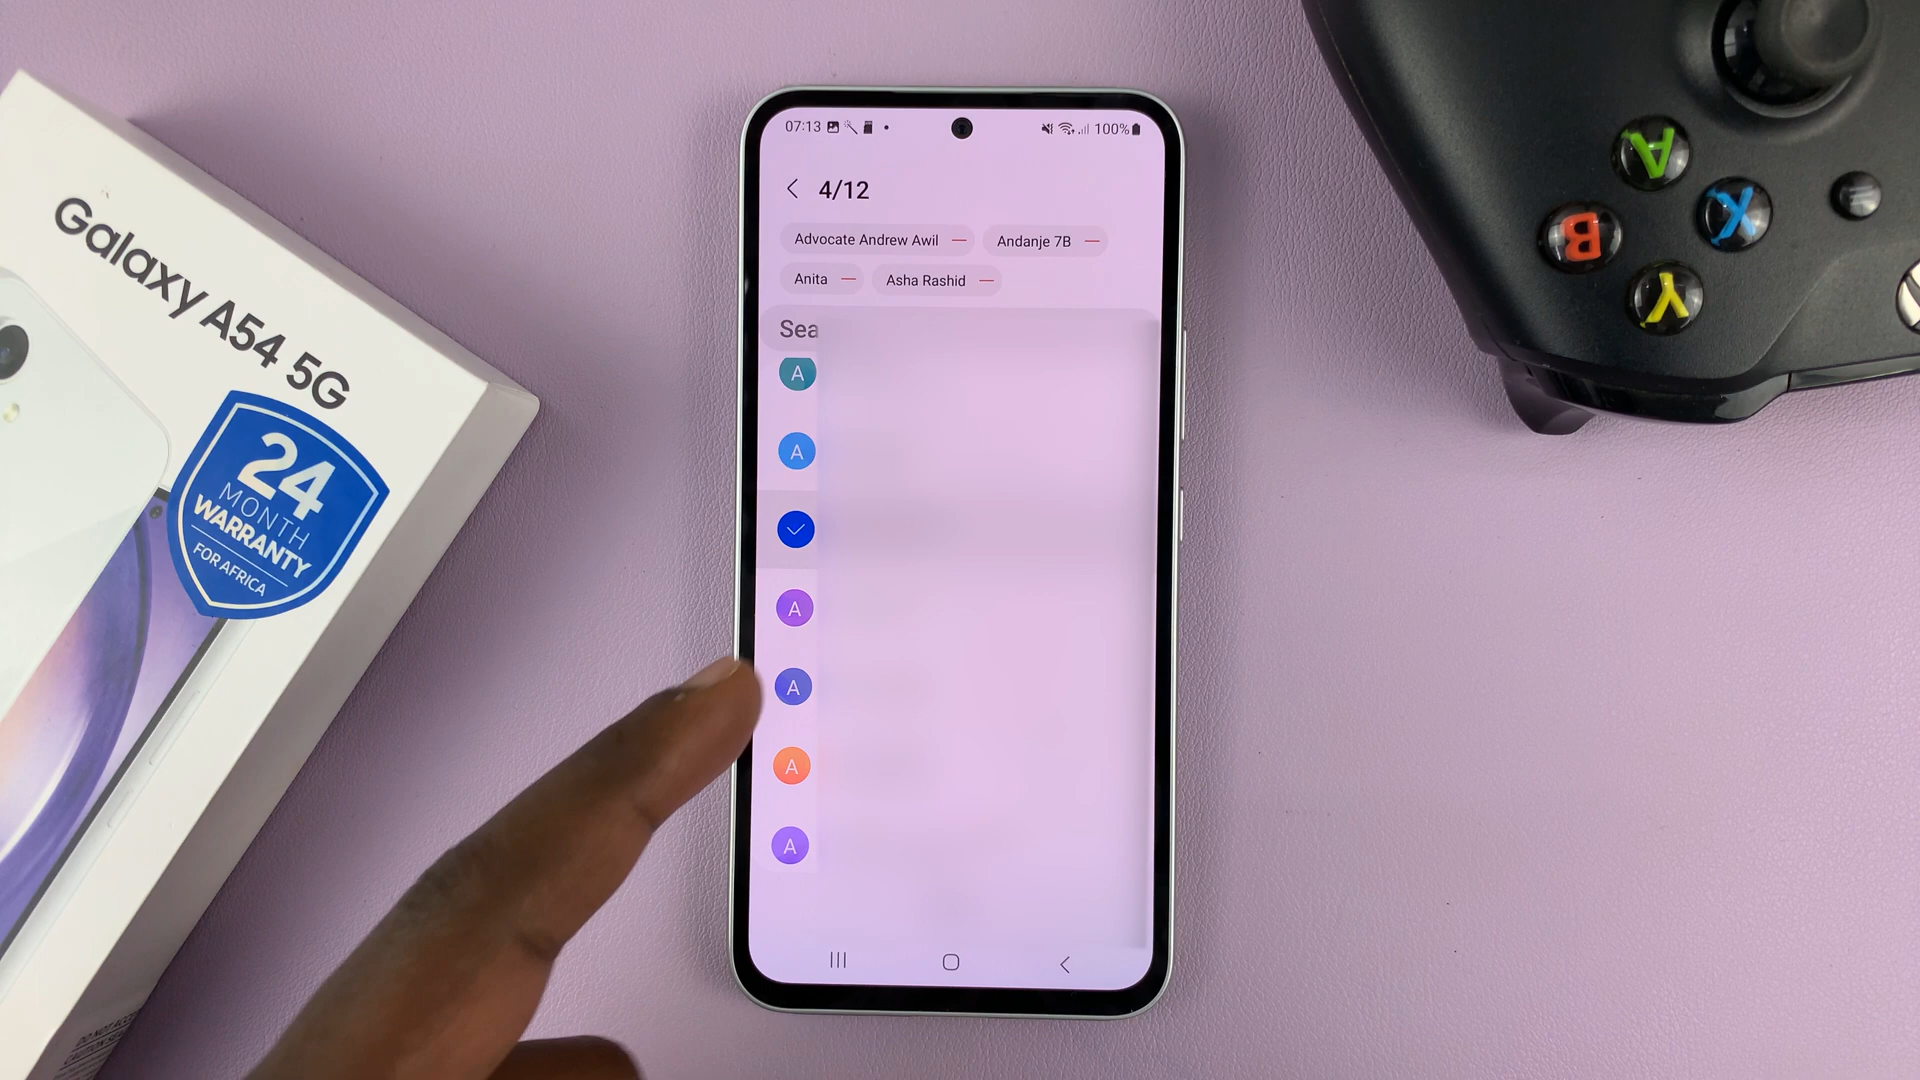 Galaxy A54 5G
24
MONTH
WARRANTY
FOR AFRICA
07:13
100%
4/12
Advocate Andrew Awil
Andanje 7B
Anita
Asha Rashid
Sea
A
A
A
A
A
A
A
X
B
Y